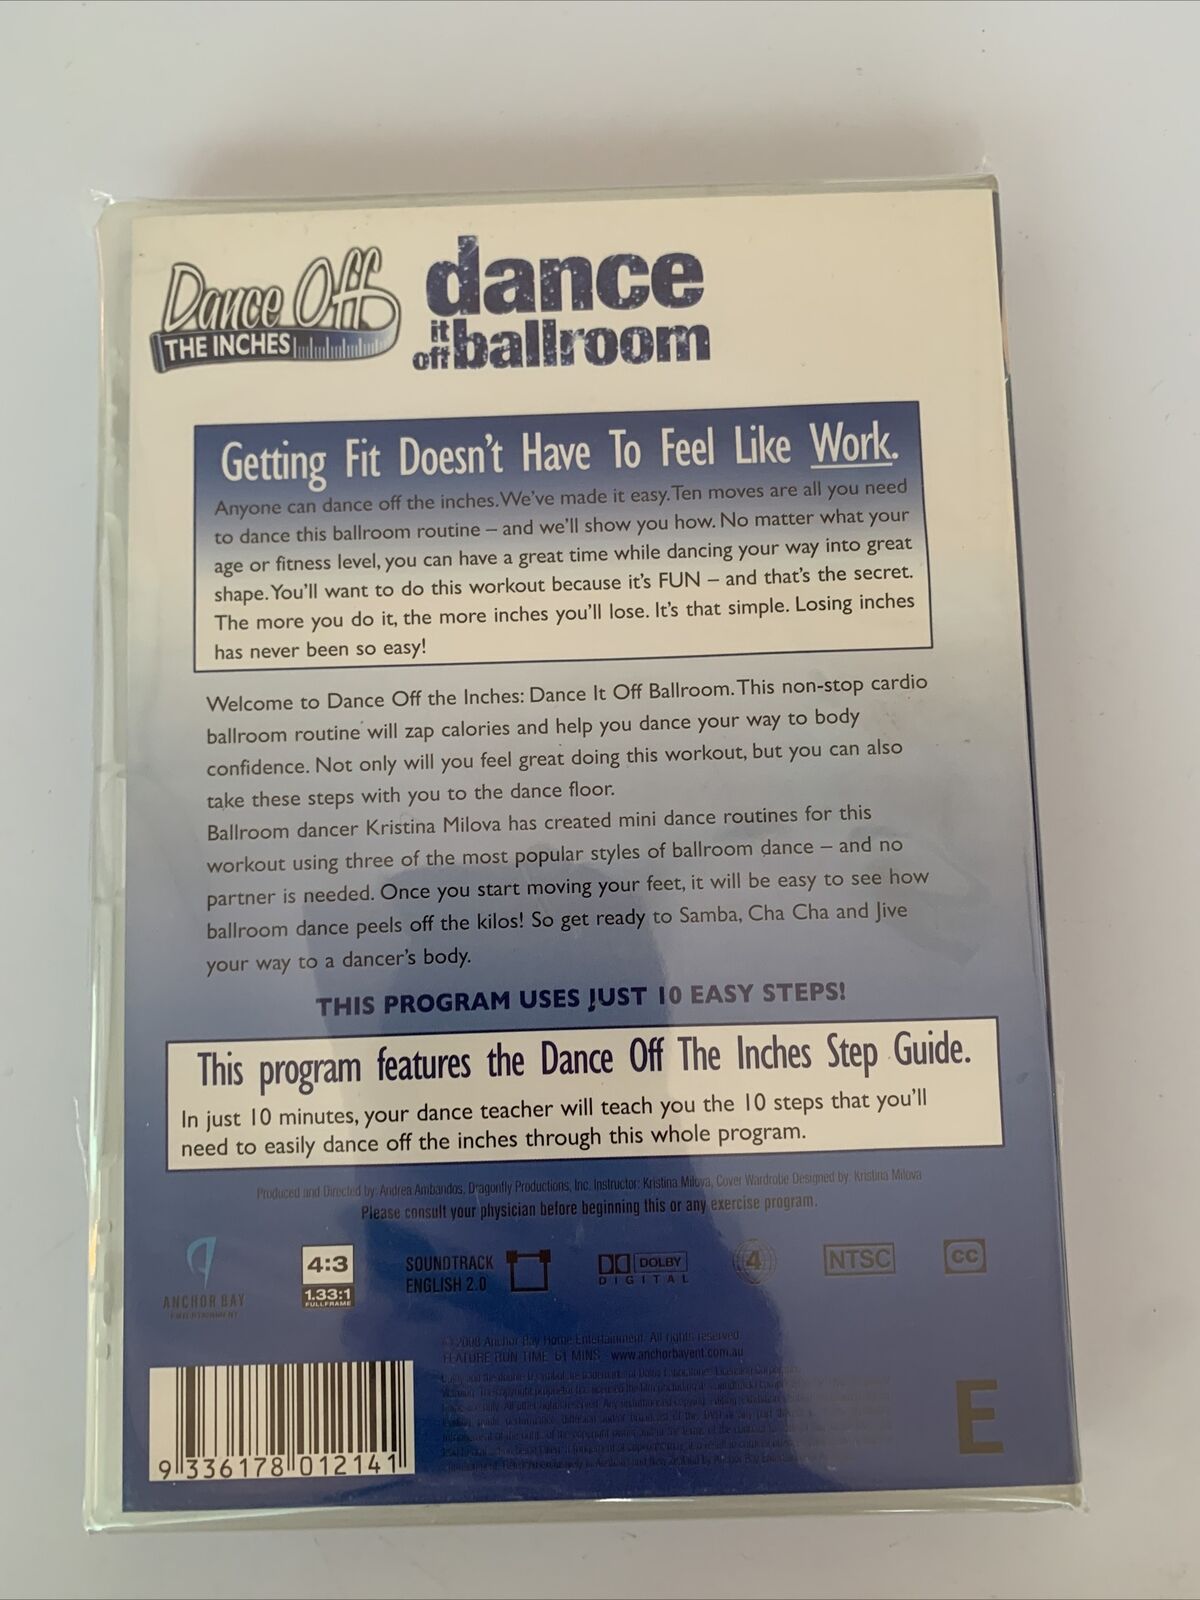 Dance Off
THE INCHES
dance
it off ballroom
Getting Fit Doesn't Have To Feel Like Work.
Anyone can dance off the inches. We've made it easy. Ten moves are all you need
to dance this ballroom routine – and we'll show you how. No matter what your
age or fitness level, you can have a great time while dancing your way into great
shape. You'll want to do this workout because it's FUN – and that's the secret.
The more you do it, the more inches you'll lose. It's that simple. Losing inches
has never been so easy!
Welcome to Dance Off the Inches: Dance It Off Ballroom. This non-stop cardio
ballroom routine will zap calories and help you dance your way to body
confidence. Not only will you feel great doing this workout, but you can also
take these steps with you to the dance floor.
Ballroom dancer Kristina Milova has created mini dance routines for this
workout using three of the most popular styles of ballroom dance – and no
partner is needed. Once you start moving your feet, it will be easy to see how
ballroom dance peels off the kilos! So get ready to Samba, Cha Cha and Jive
your way to a dancer's body.
THIS PROGRAM USES JUST 10 EASY STEPS!
This program features the Dance Off The Inches Step Guide.
In just 10 minutes, your dance teacher will teach you the 10 steps that you'll
need to easily dance off the inches through this whole program.
Produced and Directed by: Andrea Ambandos, Dragonfly Productions, Inc. Instructor: Kristina Milova, Cover Wardrobe Designed by: Kristina Milova
Please consult your physician before beginning this or any exercise program.
ANCHOR BAY
ENTERTAINMENT
4:3
1.33:1
FULLFRAME
SOUNDTRACK
ENGLISH 2.0
DOLBY
DIGITAL
4
NTSC
CC
© 2008 Anchor Bay Home Entertainment. All rights reserved.
FEATURE RUN TIME 61 MINS www.anchorbayent.com.au
E
9 336178 012141